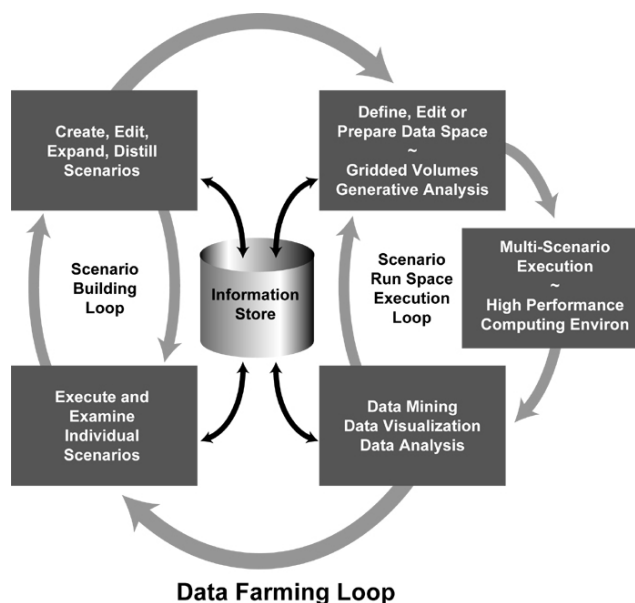 Create, Edit,
Expand, Distill
Scenarios
Define, Edit or
Prepare Data Space
~
Gridded Volumes
Generative Analysis
Scenario
Building
Loop
Information
Store
Scenario
Run Space
Execution
Loop
Multi-Scenario
Execution
~
High Performance
Computing Environ
Execute and
Examine
Individual
Scenarios
Data Mining
Data Visualization
Data Analysis
Data Farming Loop